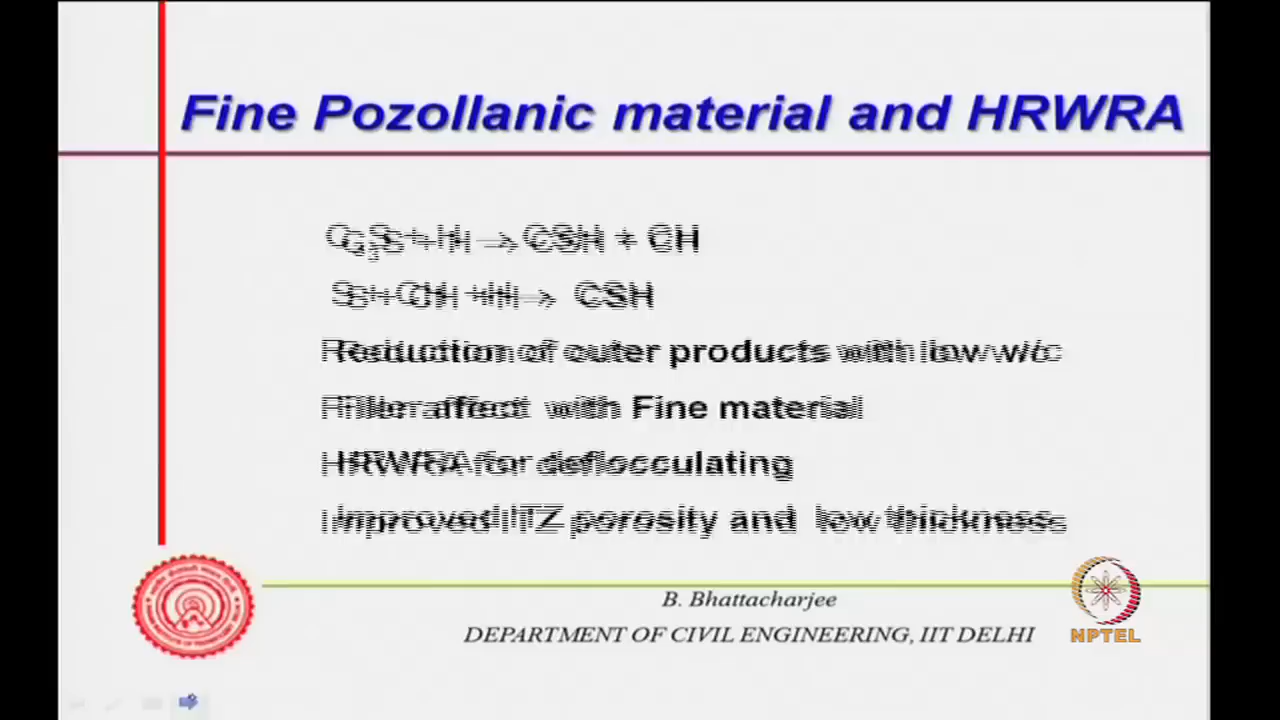 Fine Pozollanic material and HRWRA
C₃S + H → CSH + CH
S + CH + H → CSH
Reduction of outer products with low w/c
Filler affect with Fine material
HRWRA for deflocculating
Improved ITZ porosity and low thickness
B. Bhattacharjee
DEPARTMENT OF CIVIL ENGINEERING, IIT DELHI
NPTEL